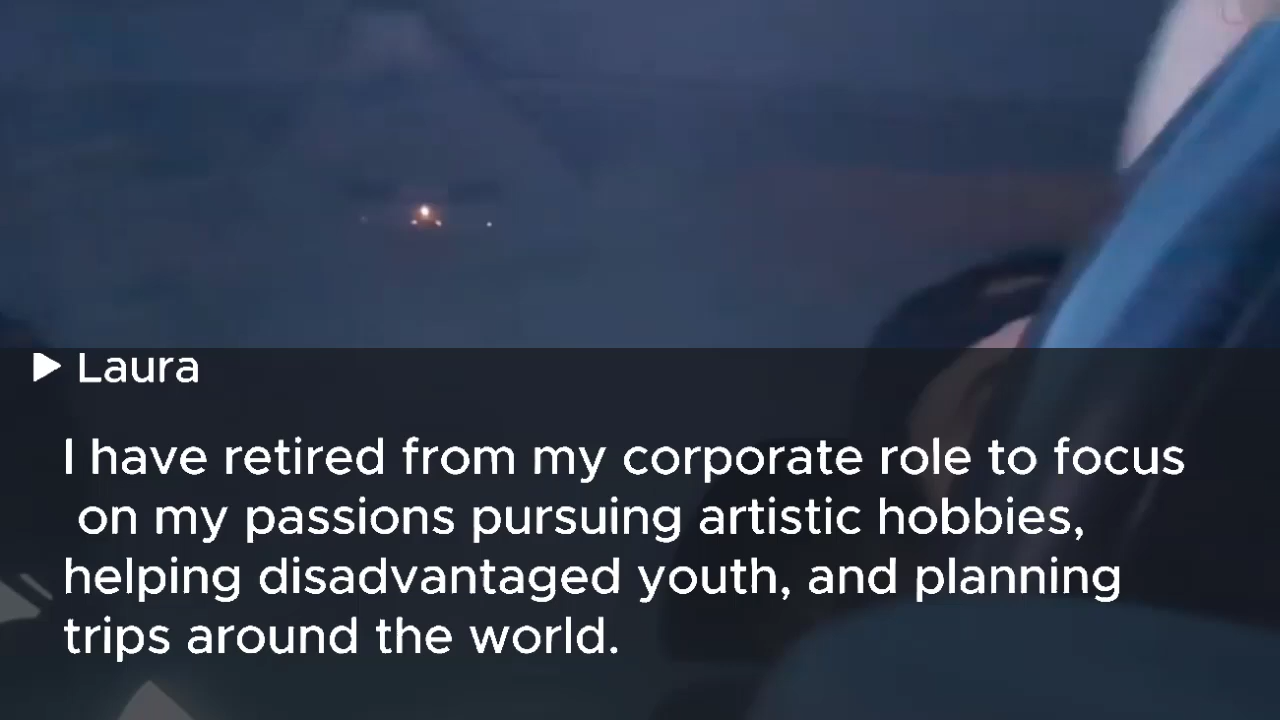 Laura
I have retired from my corporate role to focus
on my passions pursuing artistic hobbies,
helping disadvantaged youth, and planning
trips around the world.